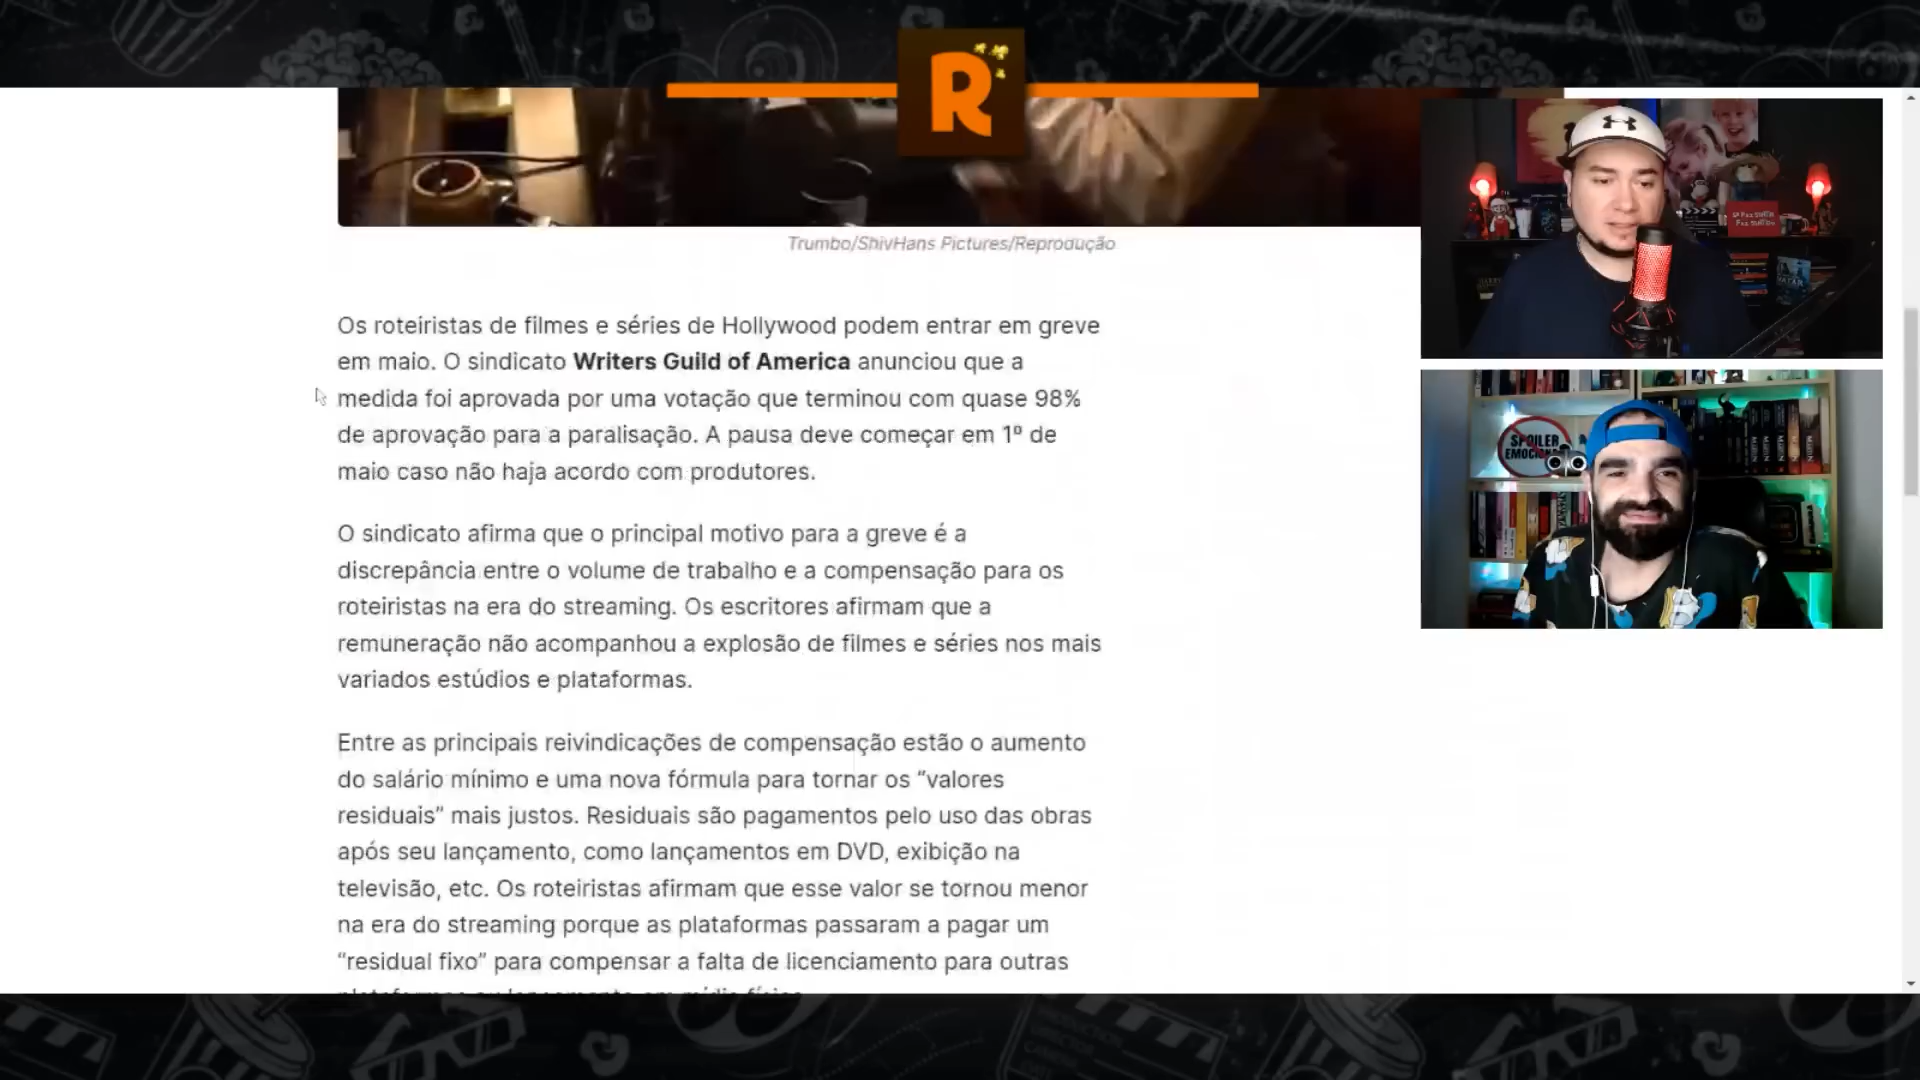 R
Trumbo/ShivHans Pictures/Reprodução
Os roteiristas de filmes e séries de Hollywood podem entrar em greve
em maio. O sindicato Writers Guild of America anunciou que a
medida foi aprovada por uma votação que terminou com quase 98%
de aprovação para a paralisação. A pausa deve começar em 1º de
maio caso não haja acordo com produtores.
O sindicato afirma que o principal motivo para a greve é a
discrepância entre o volume de trabalho e a compensação para os
roteiristas na era do streaming. Os escritores afirmam que a
remuneração não acompanhou a explosão de filmes e séries nos mais
variados estúdios e plataformas.
Entre as principais reivindicações de compensação estão o aumento
do salário mínimo e uma nova fórmula para tornar os “valores
residuais” mais justos. Residuais são pagamentos pelo uso das obras
após seu lançamento, como lançamentos em DVD, exibição na
televisão, etc. Os roteiristas afirmam que esse valor se tornou menor
na era do streaming porque as plataformas passaram a pagar um
“residual fixo” para compensar a falta de licenciamento para outras
SPOILER